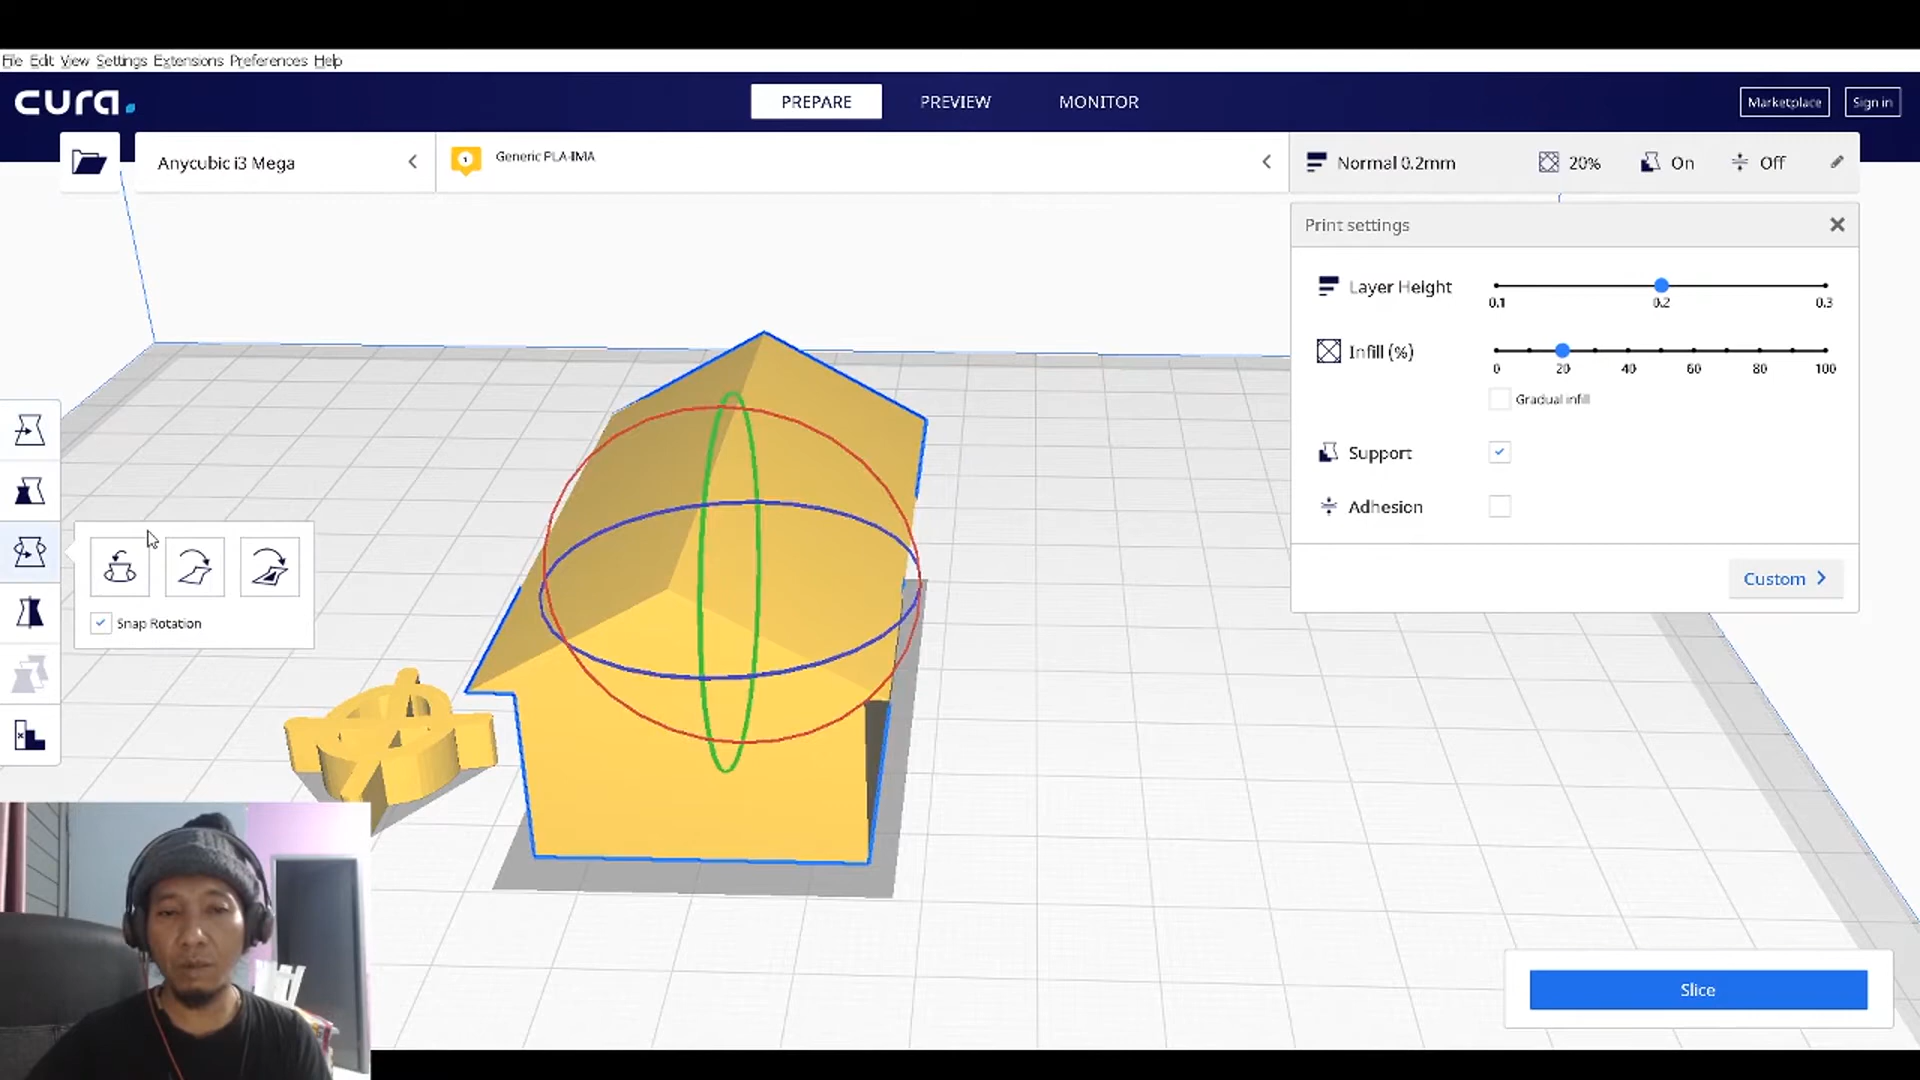 File Edit View Settings Extensions Preferences Help
cura.
PREPARE
PREVIEW
MONITOR
Marketplace
Sign in
Anycubic i3 Mega
1
Generic PLA-IMA
Normal 0.2mm
20%
On
Off
Print settings
Layer Height
0.1
0.2
0.3
Infill (%)
0
20
40
60
80
100
Gradual infill
Support
Adhesion
Custom
Snap Rotation
Slice